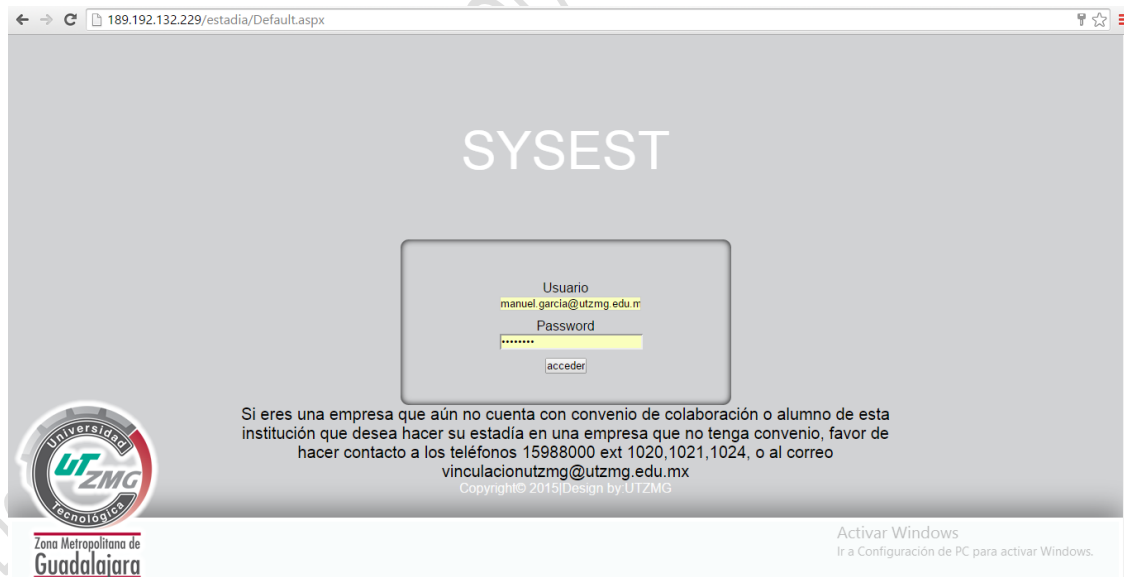 189.192.132.229/estadia/Default.aspx
SYSEST
Usuario
manuel.garcia@utzmg.edu.m
Password
••••••••
acceder
Si eres una empresa que aún no cuenta con convenio de colaboración o alumno de esta
institución que desea hacer su estadía en una empresa que no tenga convenio, favor de
hacer contacto a los teléfonos 15988000 ext 1020,1021,1024, o al correo
vinculacionutzmg@utzmg.edu.mx
Copyright© 2015|Design by:UTZMG
Universidad
UT
ZMG
Tecnológica
Zona Metropolitana de
Guadalajara
Activar Windows
Ir a Configuración de PC para activar Windows.